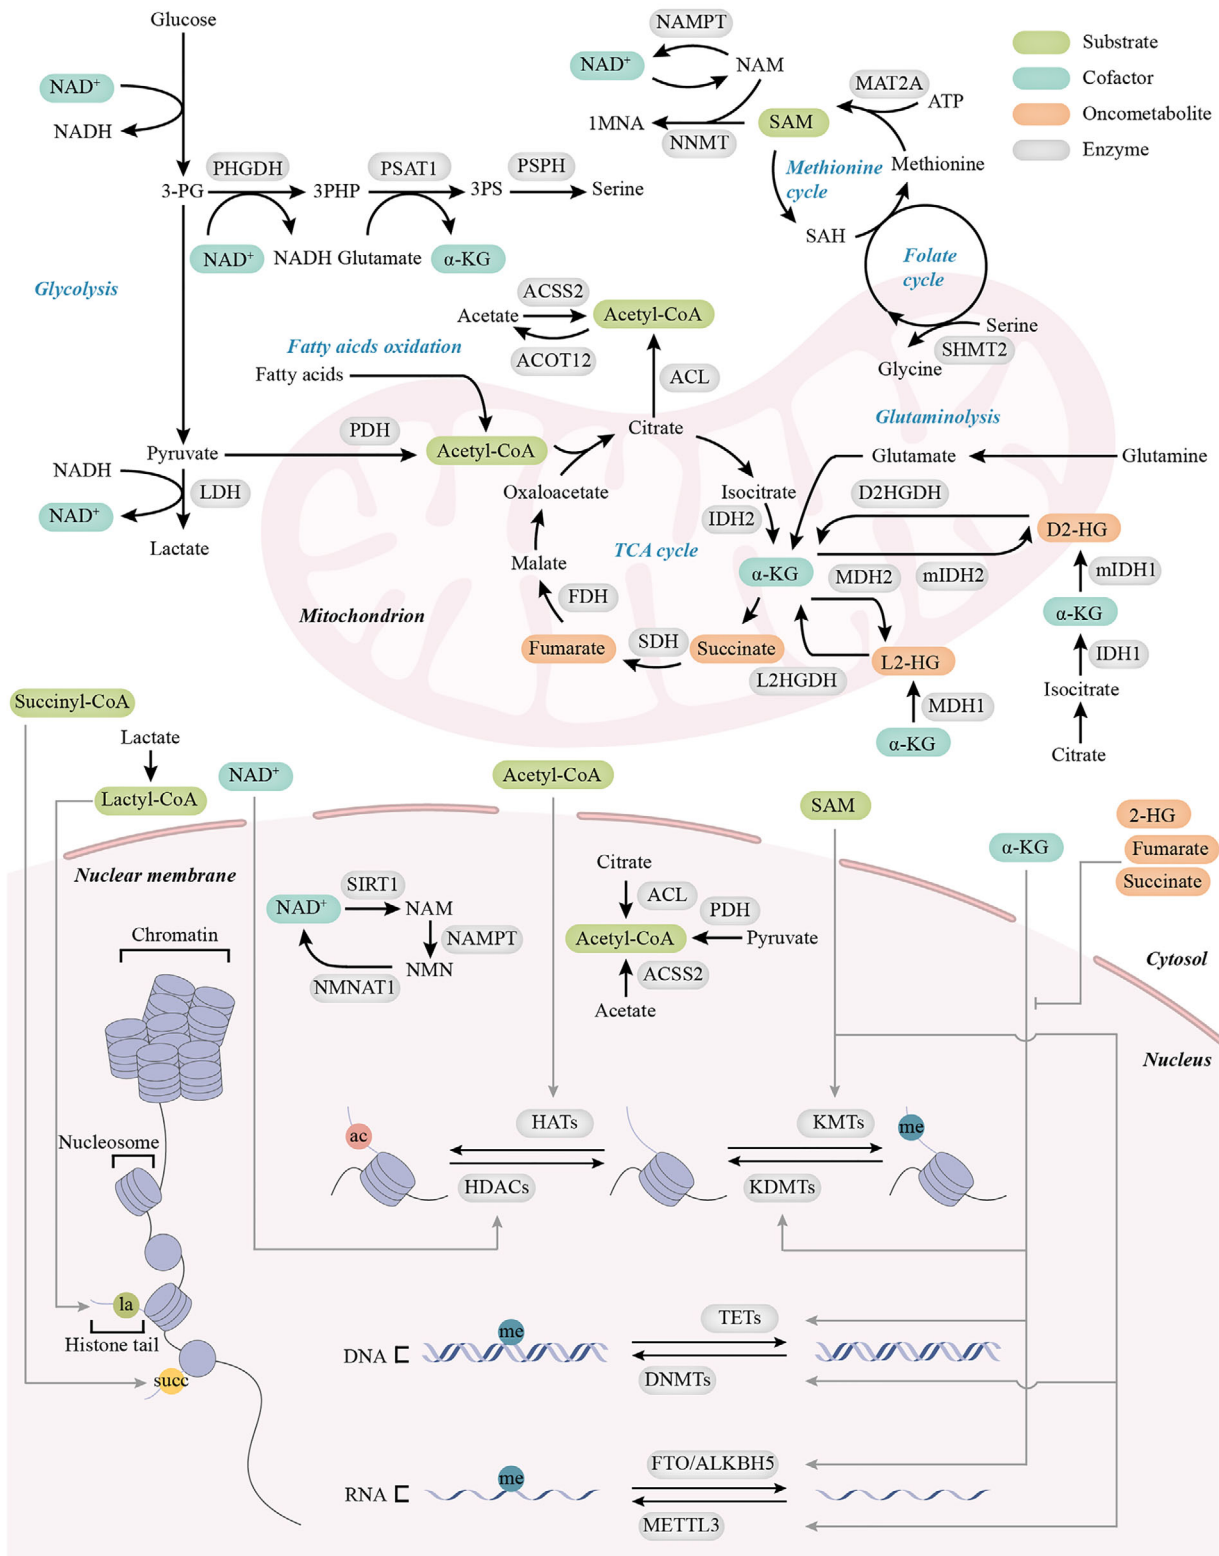 Glucose
NAD⁺
NADH
NAMPT
NAD⁺
NAM
1MNA
NNMT
SAM
MAT2A
ATP
Methionine
Methionine
cycle
SAH
Substrate
Cofactor
Oncometabolite
Enzyme
3-PG
PHGDH
3PHP
PSAT1
3PS
PSPH
Serine
NAD⁺
NADH
Glutamate
α-KG
Folate
cycle
Serine
SHMT2
Glycine
Glycolysis
ACSS2
Acetate
Acetyl-CoA
ACOT12
Fatty aicds oxidation
Fatty acids
ACL
Glutaminolysis
Pyruvate
PDH
Acetyl-CoA
Citrate
Glutamate
Glutamine
NADH
LDH
NAD⁺
Lactate
Oxaloacetate
Isocitrate
IDH2
D2HGDH
D2-HG
TCA cycle
Malate
α-KG
MDH2
mIDH2
mIDH1
α-KG
FDH
Mitochondrion
Fumarate
SDH
Succinate
L2HGDH
L2-HG
IDH1
Isocitrate
MDH1
α-KG
Citrate
Succinyl-CoA
Lactate
Lactyl-CoA
NAD⁺
Acetyl-CoA
SAM
α-KG
2-HG
Fumarate
Succinate
Nuclear membrane
Chromatin
SIRT1
NAD⁺
NAM
NAMPT
NMNAT1
NMN
Citrate
ACL
PDH
Acetyl-CoA
Pyruvate
ACSS2
Acetate
Cytosol
Nucleus
Nucleosome
ac
HATs
HDACs
KMTs
KDMTs
me
la
Histone tail
succ
DNA
me
TETs
DNMTs
RNA
me
FTO/ALKBH5
METTL3